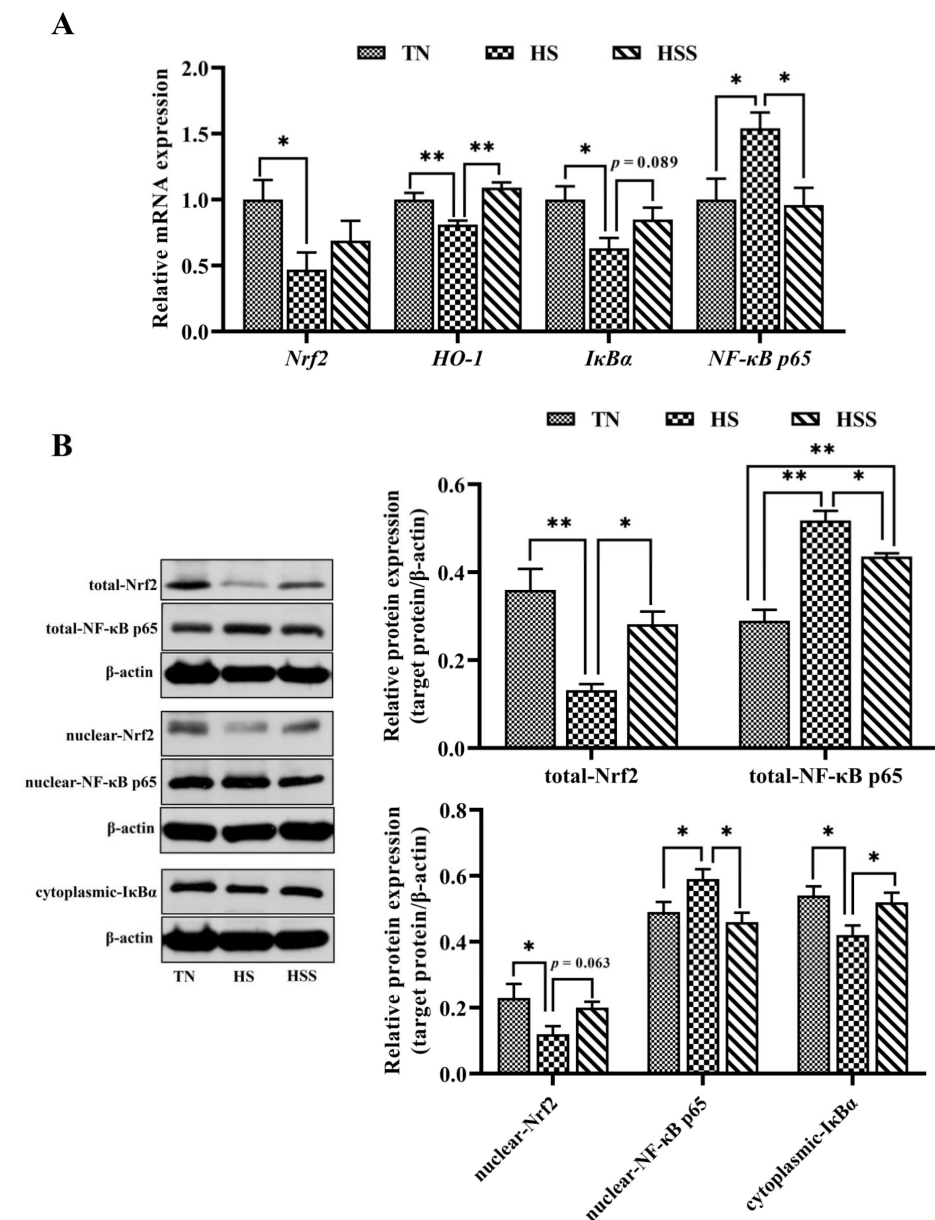 A
TN HS HSS
Relative mRNA expression
2.0
1.5
1.0
0.5
0.0
* ** ** * p = 0.089 * *
Nrf2 HO-1 IκBα NF-κB p65
B
TN HS HSS
total-Nrf2
total-NF-κB p65
β-actin
nuclear-Nrf2
nuclear-NF-κB p65
β-actin
cytoplasmic-IκBα
β-actin
TN HS HSS
Relative protein expression
(target protein/β-actin)
0.6
0.4
0.2
0.0
** * ** ** *
total-Nrf2 total-NF-κB p65
Relative protein expression
(target protein/β-actin)
0.8
0.6
0.4
0.2
0.0
* p = 0.063 * * * *
nuclear-Nrf2
nuclear-NF-κB p65
cytoplasmic-IκBα